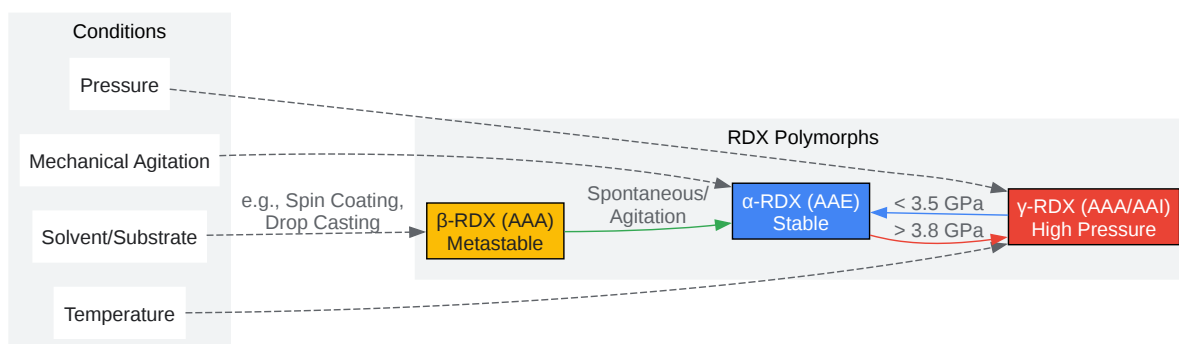 Conditions
Pressure
Mechanical Agitation
Solvent/Substrate
Temperature
e.g., Spin Coating,
Drop Casting
RDX Polymorphs
β-RDX (AAA)
Metastable
Spontaneous/
Agitation
α-RDX (AAE)
Stable
< 3.5 GPa
> 3.8 GPa
γ-RDX (AAA/AAI)
High Pressure